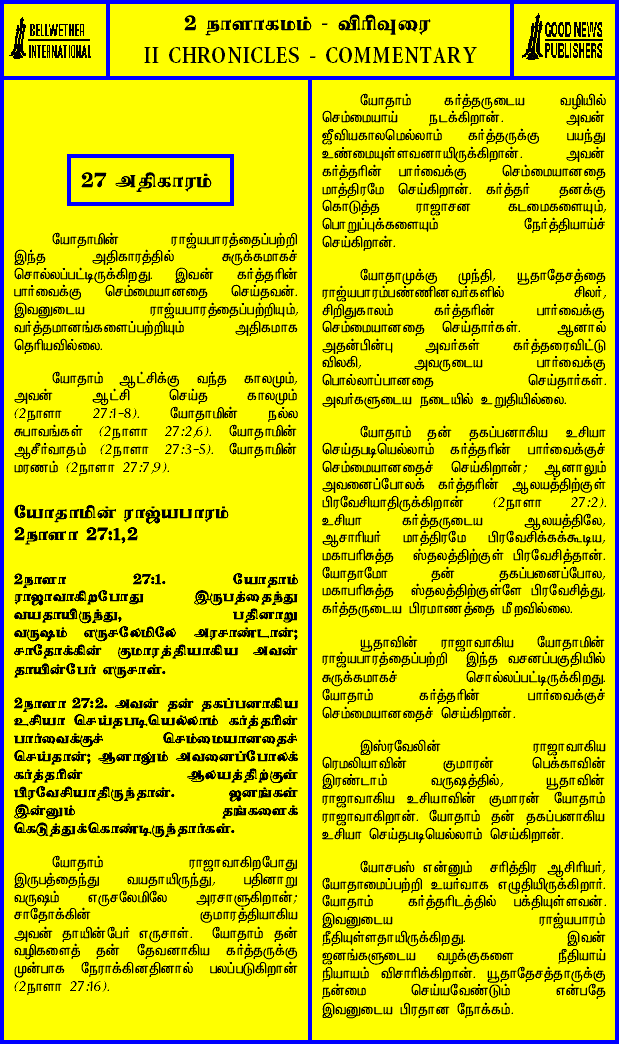 BELLWETHER
INTERNATIONAL
2 நாளாகமம் - விரிவுரை
II CHRONICLES - COMMENTARY
GOOD NEWS
PUBLISHERS
27 அதிகாரம்
யோதாமின் ராஜ்யபாரத்தைப்பற்றி
இந்த அதிகாரத்தில் சுருக்கமாகச்
சொல்லப்பட்டிருக்கிறது. இவன் கர்த்தரின்
பார்வைக்கு செம்மையானதை செய்தவன்.
இவனுடைய ராஜ்யபாரத்தைப்பற்றியும்,
வர்த்தமானங்களைப்பற்றியும் அதிகமாக
தெரியவில்லை.
யோதாம் ஆட்சிக்கு வந்த காலமும்,
அவன் ஆட்சி செய்த காலமும்
(2நாளா 27:1-8). யோதாமின் நல்ல
சுபாவங்கள் (2நாளா 27:2,6). யோதாமின்
ஆசீர்வாதம் (2நாளா 27:3-5). யோதாமின்
மரணம் (2நாளா 27:7,9).
யோதாமின் ராஜ்யபாரம்
2நாளா 27:1,2
2நாளா 27:1. யோதாம்
ராஜாவாகிறபோது இருபத்தைந்து
வயதாயிருந்து, பதினாறு
வருஷம் எருசலேமிலே அரசாண்டான்;
சாதோக்கின் குமாரத்தியாகிய அவன்
தாயின்பேர் எருசாள்.
2நாளா 27:2. அவன் தன் தகப்பனாகிய
உசியா செய்தபடியெல்லாம் கர்த்தரின்
பார்வைக்குச் செம்மையானதைச்
செய்தான்; ஆனாலும் அவனைப்போலக்
கர்த்தரின் ஆலயத்திற்குள்
பிரவேசியாதிருந்தான். ஜனங்கள்
இன்னும் தங்களைக்
கெடுத்துக்கொண்டிருந்தார்கள்.
யோதாம் ராஜாவாகிறபோது
இருபத்தைந்து வயதாயிருந்து, பதினாறு
வருஷம் எருசலேமிலே அரசாளுகிறான்;
சாதோக்கின் குமாரத்தியாகிய
அவன் தாயின்பேர் எருசாள். யோதாம் தன்
வழிகளைத் தன் தேவனாகிய கர்த்தருக்கு
முன்பாக நேராக்கினதினால் பலப்படுகிறான்
(2நாளா 27:16).
யோதாம் கர்த்தருடைய வழியில்
செம்மையாய் நடக்கிறான். அவன்
ஜீவியகாலமெல்லாம் கர்த்தருக்கு பயந்து
உண்மையுள்ளவனாயிருக்கிறான். அவன்
கர்த்தரின் பார்வைக்கு செம்மையானதை
மாத்திரமே செய்கிறான். கர்த்தர் தனக்கு
கொடுத்த ராஜாசன கடமைகளையும்,
பொறுப்புக்களையும் நேர்த்தியாய்ச்
செய்கிறான்.
யோதாமுக்கு முந்தி, யூதாதேசத்தை
ராஜ்யபாரம்பண்ணினவர்களில் சிலர்,
சிறிதுகாலம் கர்த்தரின் பார்வைக்கு
செம்மையானதை செய்தார்கள். ஆனால்
அதன்பின்பு அவர்கள் கர்த்தரைவிட்டு
விலகி, அவருடைய பார்வைக்கு
பொல்லாப்பானதை செய்தார்கள்.
அவர்களுடைய நடையில் உறுதியில்லை.
யோதாம் தன் தகப்பனாகிய உசியா
செய்தபடியெல்லாம் கர்த்தரின் பார்வைக்குச்
செம்மையானதைச் செய்கிறான்; ஆனாலும்
அவனைப்போலக் கர்த்தரின் ஆலயத்திற்குள்
பிரவேசியாதிருக்கிறான் (2நாளா 27:2).
உசியா கர்த்தருடைய ஆலயத்திலே,
ஆசாரியர் மாத்திரமே பிரவேசிக்கக்கூடிய,
மகாபரிசுத்த ஸ்தலத்திற்குள் பிரவேசித்தான்.
யோதாமோ தன் தகப்பனைப்போல,
மகாபரிசுத்த ஸ்தலத்திற்குள்ளே பிரவேசித்து,
கர்த்தருடைய பிரமாணத்தை மீறவில்லை.
யூதாவின் ராஜாவாகிய யோதாமின்
ராஜ்யபாரத்தைப்பற்றி இந்த வசனப்பகுதியில்
சுருக்கமாகச் சொல்லப்பட்டிருக்கிறது.
யோதாம் கர்த்தரின் பார்வைக்குச்
செம்மையானதைச் செய்கிறான்.
இஸ்ரவேலின் ராஜாவாகிய
ரெமலியாவின் குமாரன் பெக்காவின்
இரண்டாம் வருஷத்தில், யூதாவின்
ராஜாவாகிய உசியாவின் குமாரன் யோதாம்
ராஜாவாகிறான். யோதாம் தன் தகப்பனாகிய
உசியா செய்தபடியெல்லாம் செய்கிறான்.
யோசபஸ் என்னும் சரித்திர ஆசிரியர்,
யோதாமைப்பற்றி உயர்வாக எழுதியிருக்கிறார்.
யோதாம் கர்த்தரிடத்தில் பக்தியுள்ளவன்.
இவனுடைய ராஜ்யபாரம்
நீதியுள்ளதாயிருக்கிறது. இவன்
ஜனங்களுடைய வழக்குகளை நீதியாய்
நியாயம் விசாரிக்கிறான். யூதாதேசத்தாருக்கு
நன்மை செய்யவேண்டும் என்பதே
இவனுடைய பிரதான நோக்கம்.